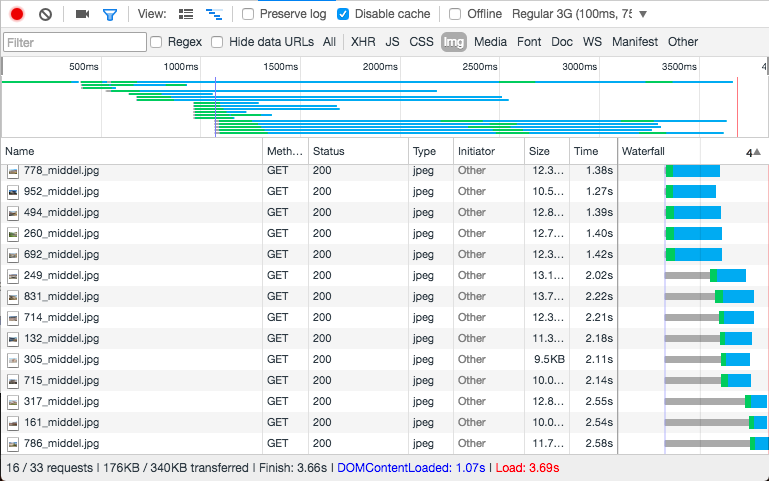 View: Preserve log Disable cache Offline Regular 3G (100ms, 75
Filter Regex Hide data URLs All XHR JS CSS Img Media Font Doc WS Manifest Other
500ms 1000ms 1500ms 2000ms 2500ms 3000ms 3500ms 4
Name Meth... Status Type Initiator Size Time Waterfall 4
778_middel.jpg GET 200 jpeg Other 12.3... 1.38s
952_middel.jpg GET 200 jpeg Other 10.5... 1.27s
494_middel.jpg GET 200 jpeg Other 12.8... 1.39s
260_middel.jpg GET 200 jpeg Other 12.7... 1.40s
692_middel.jpg GET 200 jpeg Other 12.3... 1.42s
249_middel.jpg GET 200 jpeg Other 13.1... 2.02s
831_middel.jpg GET 200 jpeg Other 13.7... 2.22s
714_middel.jpg GET 200 jpeg Other 12.3... 2.21s
132_middel.jpg GET 200 jpeg Other 11.3... 2.18s
305_middel.jpg GET 200 jpeg Other 9.5KB 2.11s
715_middel.jpg GET 200 jpeg Other 10.0... 2.14s
317_middel.jpg GET 200 jpeg Other 12.8... 2.55s
161_middel.jpg GET 200 jpeg Other 10.0... 2.54s
786_middel.jpg GET 200 jpeg Other 11.7... 2.58s
16 / 33 requests | 176KB / 340KB transferred | Finish: 3.66s | DOMContentLoaded: 1.07s | Load: 3.69s